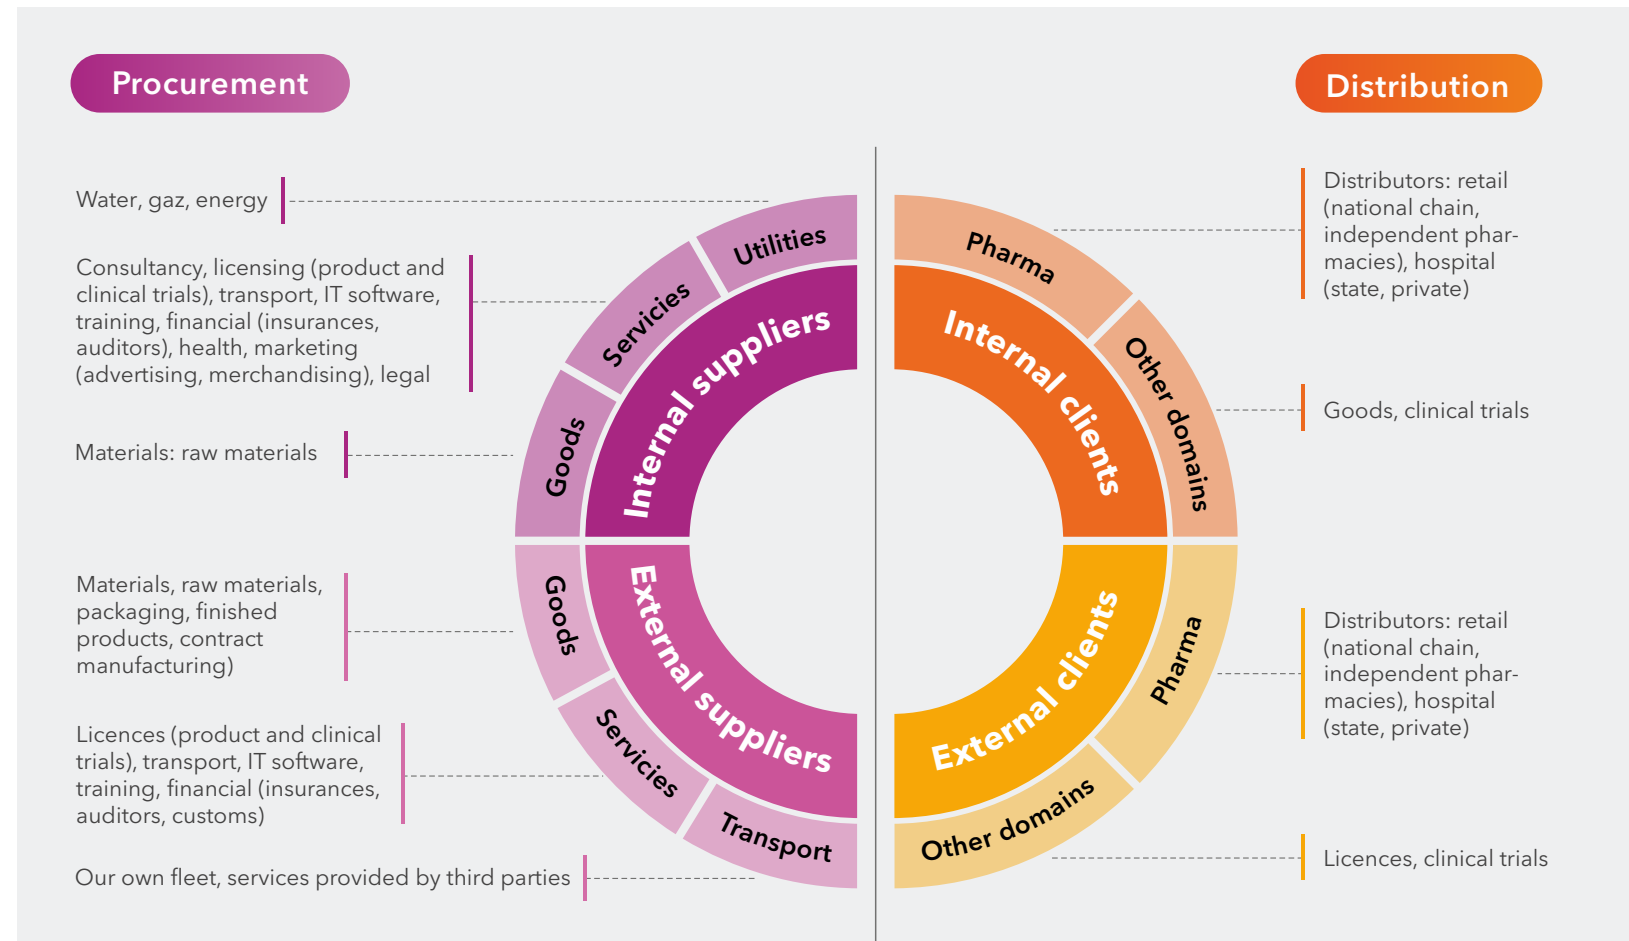 Procurement
Water, gaz, energy
Utilities
Consultancy, licensing (product and
clinical trials), transport, IT software,
training, financial (insurances,
auditors), health, marketing
(advertising, merchandising), legal
Servicies
Materials: raw materials
Goods
Internal suppliers
Materials, raw materials,
packaging, finished
products, contract
manufacturing)
Goods
Licences (product and clinical
trials), transport, IT software,
training, financial (insurances,
auditors, customs)
Servicies
Our own fleet, services provided by third parties
Transport
External suppliers
Distribution
Internal clients
Pharma
Distributors: retail
(national chain,
independent phar-
macies), hospital
(state, private)
Other domains
Goods, clinical trials
External clients
Pharma
Distributors: retail
(national chain,
independent phar-
macies), hospital
(state, private)
Other domains
Licences, clinical trials